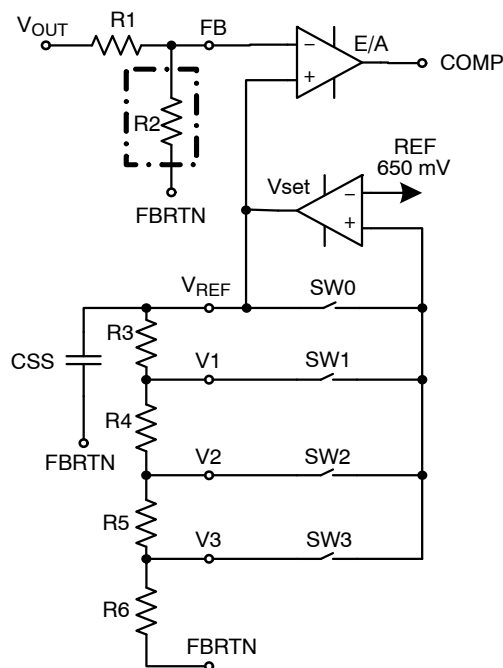 R1
FB
VOUT
E/A
COMP
R2
REF
650 mV
Vset
FBRTN
VREF
SW0
R3
CSS
V1
SW1
R4
FBRTN
V2
SW2
R5
V3
SW3
R6
FBRTN